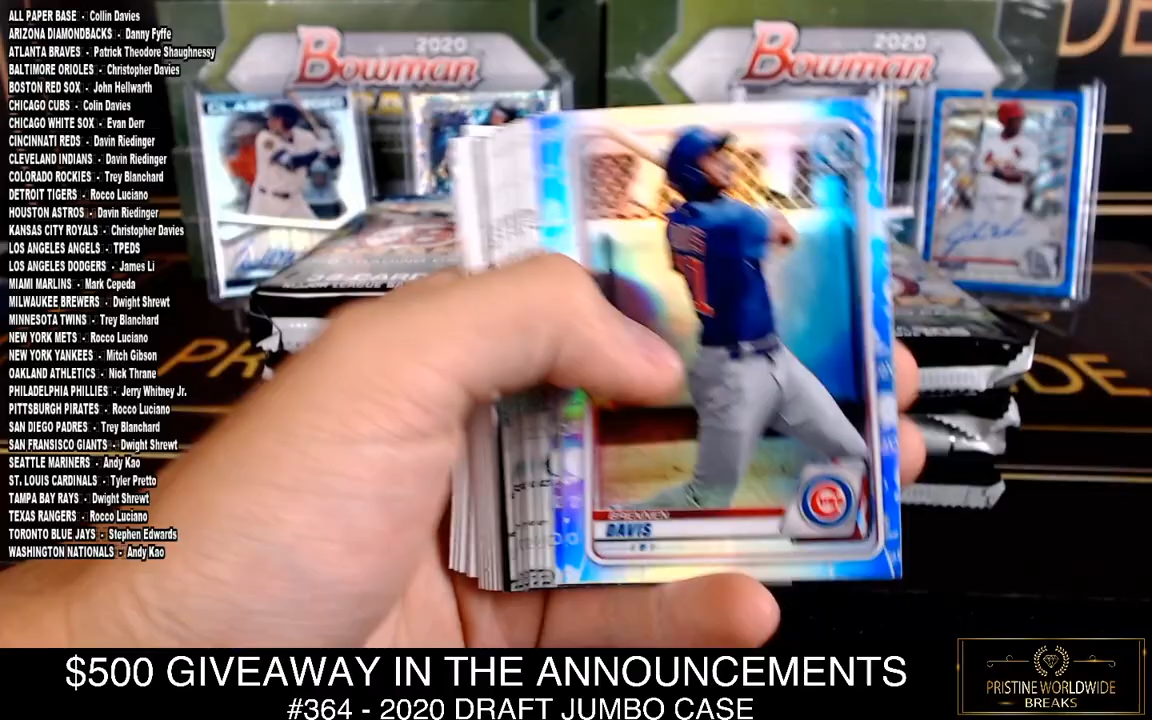 ALL PAPER BASE - Collin Davies
ARIZONA DIAMONDBACKS - Danny Fyffe
ATLANTA BRAVES - Patrick Theodore Shaughnessy
BALTIMORE ORIOLES - Christopher Davies
BOSTON RED SOX - John Hellwarth
CHICAGO CUBS - Colin Davies
CHICAGO WHITE SOX - Evan Derr
CINCINNATI REDS - Davin Riedinger
CLEVELAND INDIANS - Davin Riedinger
COLORADO ROCKIES - Trey Blanchard
DETROIT TIGERS - Rocco Luciano
HOUSTON ASTROS - Davin Riedinger
KANSAS CITY ROYALS - Christopher Davies
LOS ANGELES ANGELS - TPEDS
LOS ANGELES DODGERS - James Li
MIAMI MARLINS - Mark Cepeda
MILWAUKEE BREWERS - Dwight Shrewt
MINNESOTA TWINS - Trey Blanchard
NEW YORK METS - Rocco Luciano
NEW YORK YANKEES - Mitch Gibson
OAKLAND ATHLETICS - Nick Thrane
PHILADELPHIA PHILLIES - Jerry Whitney Jr.
PITTSBURGH PIRATES - Rocco Luciano
SAN DIEGO PADRES - Trey Blanchard
SAN FRANSISCO GIANTS - Dwight Shrewt
SEATTLE MARINERS - Andy Kao
ST. LOUIS CARDINALS - Tyler Pretto
TAMPA BAY RAYS - Dwight Shrewt
TEXAS RANGERS - Rocco Luciano
TORONTO BLUE JAYS - Stephen Edwards
WASHINGTON NATIONALS - Andy Kao
2020
Bowman
2020
Bowman
BRENNEN
DAVIS
$500 GIVEAWAY IN THE ANNOUNCEMENTS
#364 - 2020 DRAFT JUMBO CASE
PRISTINE WORLDWIDE
BREAKS